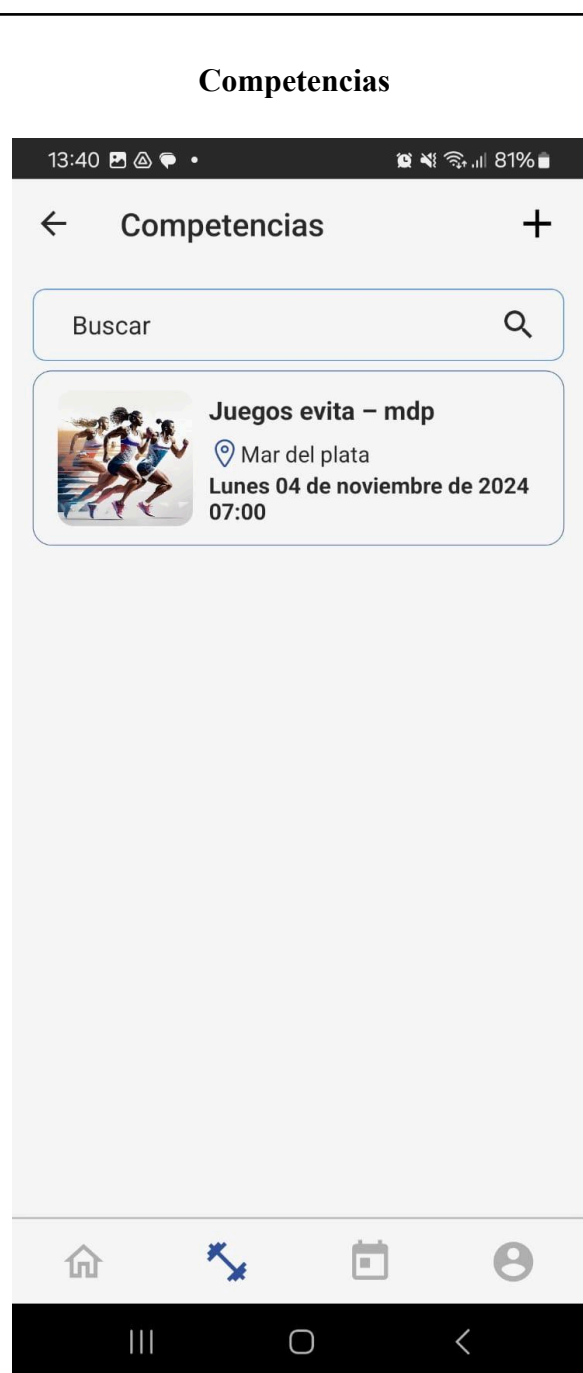 Competencias
13:40 81%
Competencias
Buscar
Juegos evita – mdp
Mar del plata
Lunes 04 de noviembre de 2024
07:00